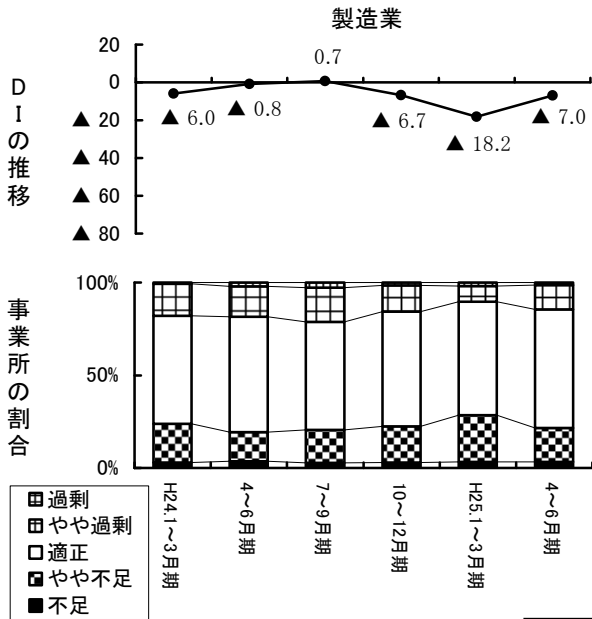 製造業
DIの推移
20
0
▲ 20
▲ 40
▲ 60
▲ 80
▲ 6.0
▲ 0.8
0.7
▲ 6.7
▲ 18.2
▲ 7.0
事業所の割合
100%
50%
0%
H24.1～3月期
4～6月期
7～9月期
10～12月期
H25.1～3月期
4～6月期
過剰
やや過剰
適正
やや不足
不足